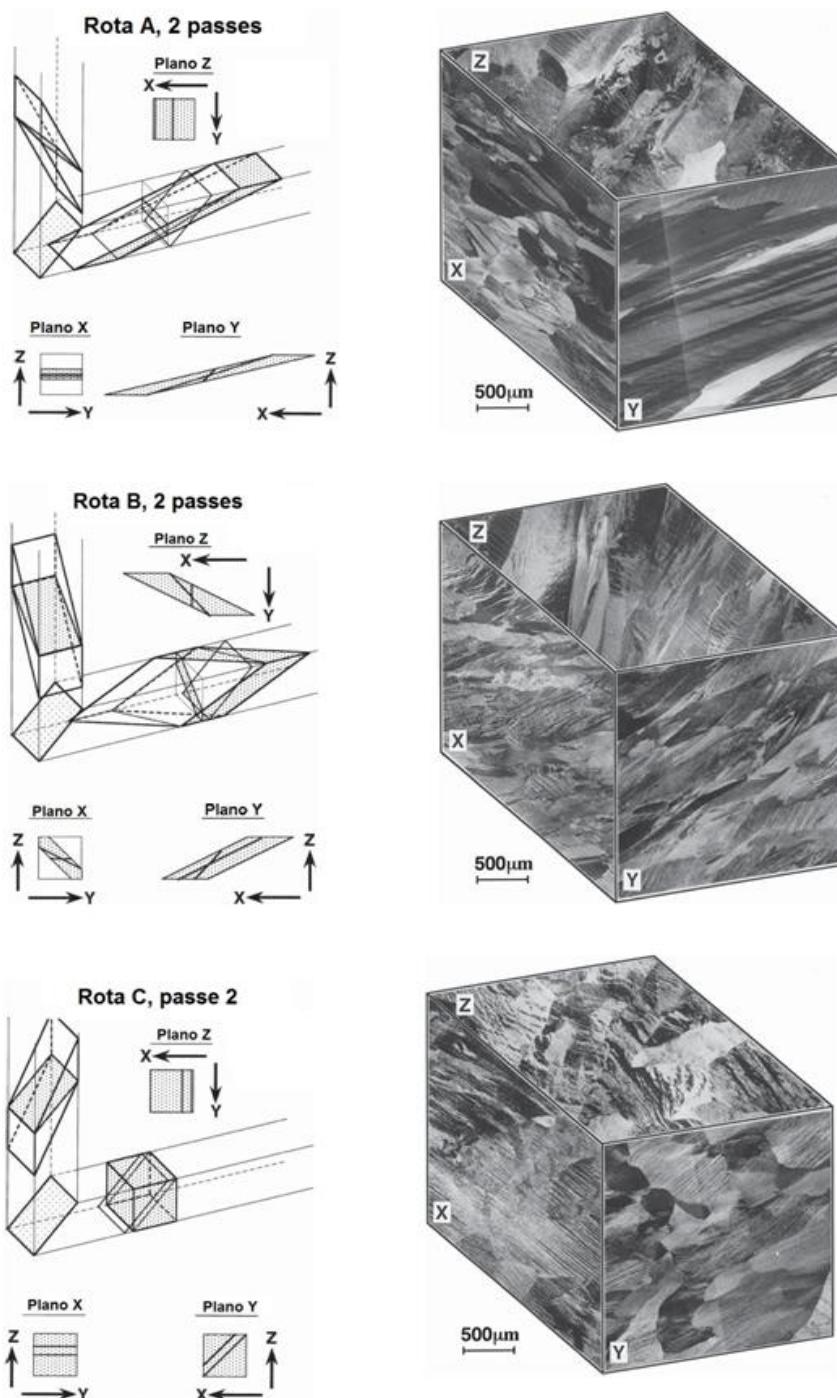 Rota A, 2 passes
Plano Z
X
Y
Plano X
Z
Y
Plano Y
Z
X
Z
X
Y
500µm
Rota B, 2 passes
Plano Z
X
Y
Plano X
Z
Y
Plano Y
Z
X
Z
X
Y
500µm
Rota C, passe 2
Plano Z
X
Y
Plano X
Z
Y
Plano Y
Z
X
Z
X
Y
500µm